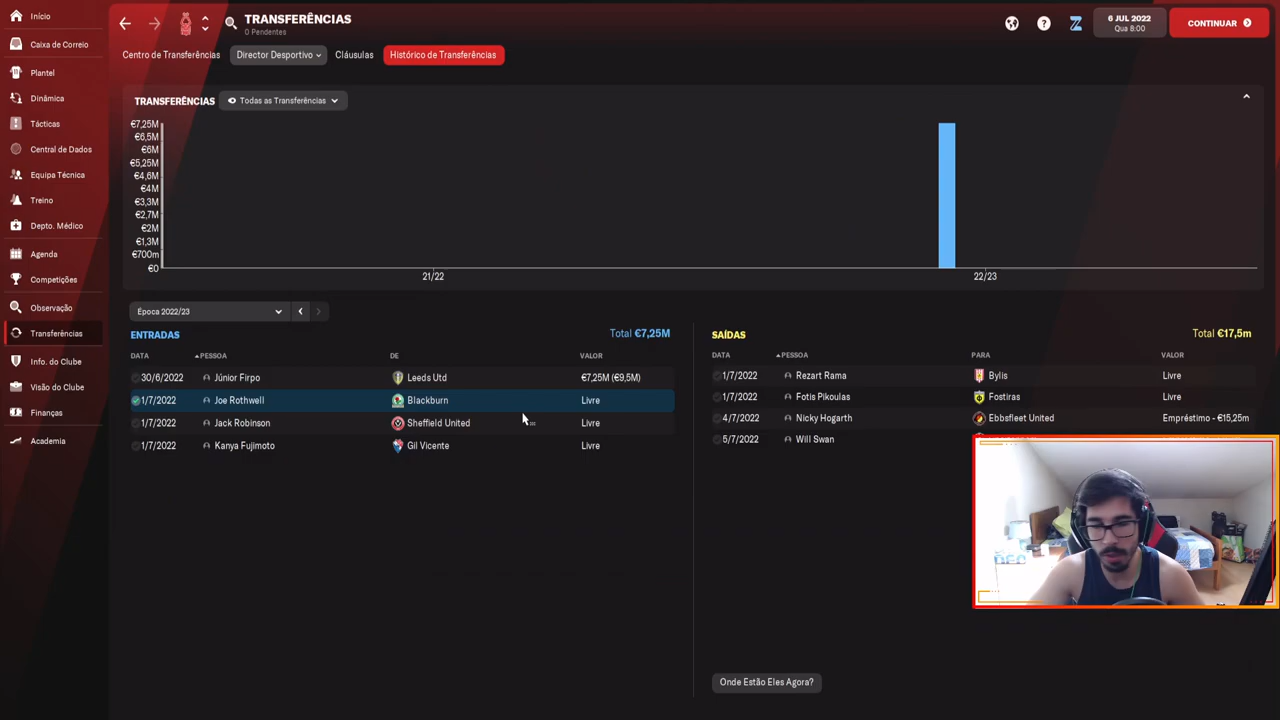 Início
Caixa de Correio
Plantel
Dinâmica
Tácticas
Central de Dados
Equipa Técnica
Treino
Depto. Médico
Agenda
Competições
Observação
Transferências
Info. do Clube
Visão do Clube
Finanças
Academia
TRANSFERÊNCIAS
0 Pendentes
6 JUL 2022
Qua 8:00
CONTINUAR
Centro de Transferências Director Desportivo Cláusulas Histórico de Transferências
TRANSFERÊNCIAS Todas as Transferências
€7,25M
€6,5M
€6M
€5,25M
€4,6M
€4M
€3,3M
€2,7M
€2M
€1,3M
€700m
€0
21/22 22/23
Época 2022/23
ENTRADAS Total €7,25M
DATA PESSOA DE VALOR
30/6/2022 Júnior Firpo Leeds Utd €7,25M (€9,5M)
1/7/2022 Joe Rothwell Blackburn Livre
1/7/2022 Jack Robinson Sheffield United Livre
1/7/2022 Kanya Fujimoto Gil Vicente Livre
SAÍDAS Total €17,5m
DATA PESSOA PARA VALOR
1/7/2022 Rezart Rama Bylis Livre
1/7/2022 Fotis Pikoulas Fostiras Livre
4/7/2022 Nicky Hogarth Ebbsfleet United Empréstimo - €15,25m
5/7/2022 Will Swan
Onde Estão Eles Agora?